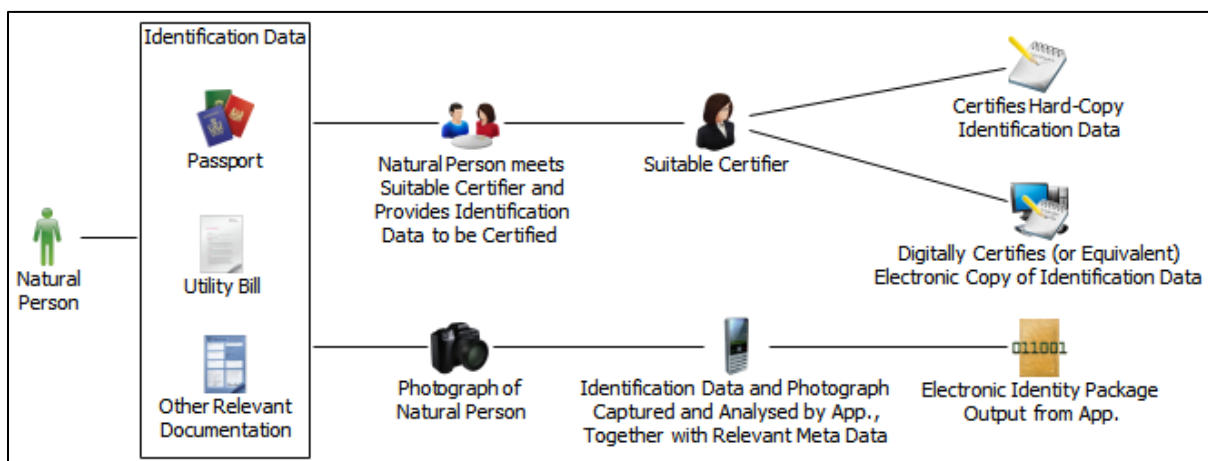 Identification Data
Passport
Utility Bill
Other Relevant
Documentation
Natural
Person
Natural Person meets
Suitable Certifier and
Provides Identification
Data to be Certified
Suitable Certifier
Certifies Hard-Copy
Identification Data
Digitally Certifies (or Equivalent)
Electronic Copy of Identification Data
Photograph of
Natural Person
Identification Data and Photograph
Captured and Analysed by App.,
Together with Relevant Meta Data
011001
Electronic Identity Package
Output from App.